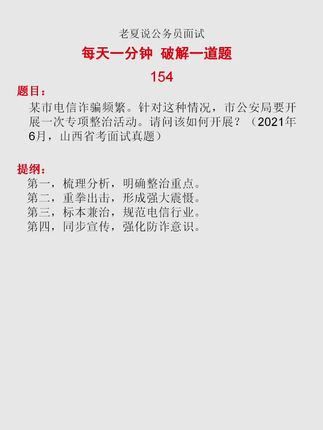 老夏说公务员面试
每天一分钟 破解一道题
154
题目：
某市电信诈骗频繁。针对这种情况，市公安局要开
展一次专项整治活动。请问该如何开展？（2021年
6月，山西省考面试真题）
提纲：
第一，梳理分析，明确整治重点。
第二，重拳出击，形成强大震慑。
第三，标本兼治，规范电信行业。
第四，同步宣传，强化防诈意识。